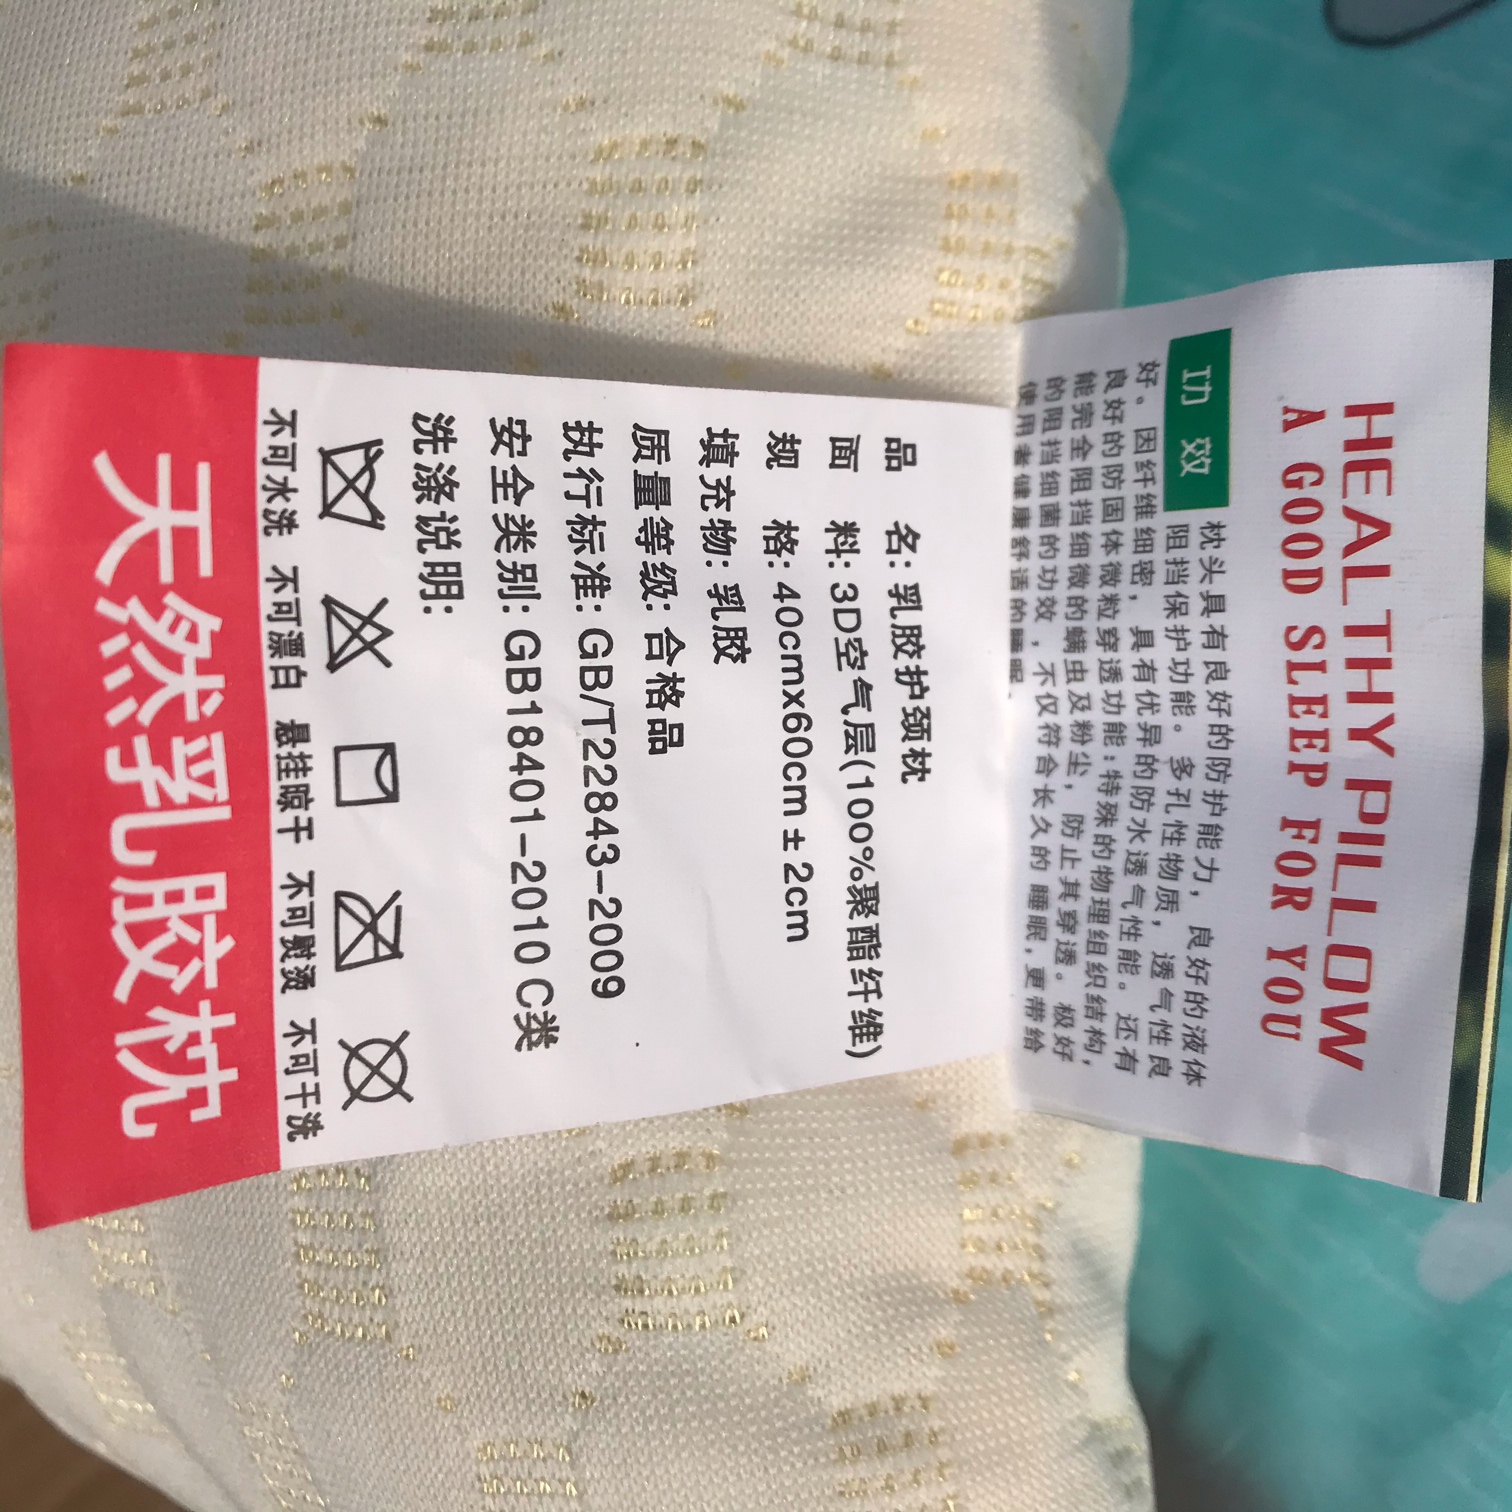 HEALTHY PILLOW
A GOOD SLEEP FOR YOU
功 效
枕头具有良好的防护能力，良好的液体
阻挡保护功能。多孔性物质，透气性良
好。因纤维细密，具有优异的防水透气性能。还有
良好的防固体微粒穿透功能：特殊的物理组织结构，
能完全阻挡细微的螨虫及粉尘，防止其穿透。极好
的阻挡细菌的功效，不仅符合长久的睡眠，更带给
使用者健康舒适的睡眠。
品 名：乳胶护颈枕
面 料：3D空气层(100%聚酯纤维)
规 格：40cmx60cm±2cm
填充物：乳胶
质量等级：合格品
执行标准：GB/T22843-2009
安全类别：GB18401-2010 C类
洗涤说明：
不可水洗 不可漂白 悬挂晾干 不可熨烫 不可干洗
天然乳胶枕